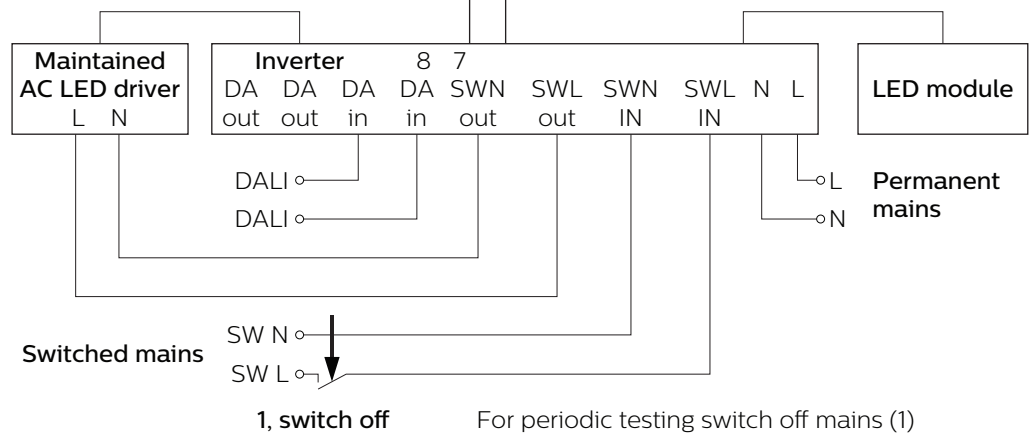 Maintained
AC LED driver
L N
Inverter 8 7
DA DA DA DA SWN SWL SWN SWL N L
out out in in out out IN IN
LED module
DALI
DALI
L
N
Permanent
mains
SW N
Switched mains
SW L
1, switch off
For periodic testing switch off mains (1)